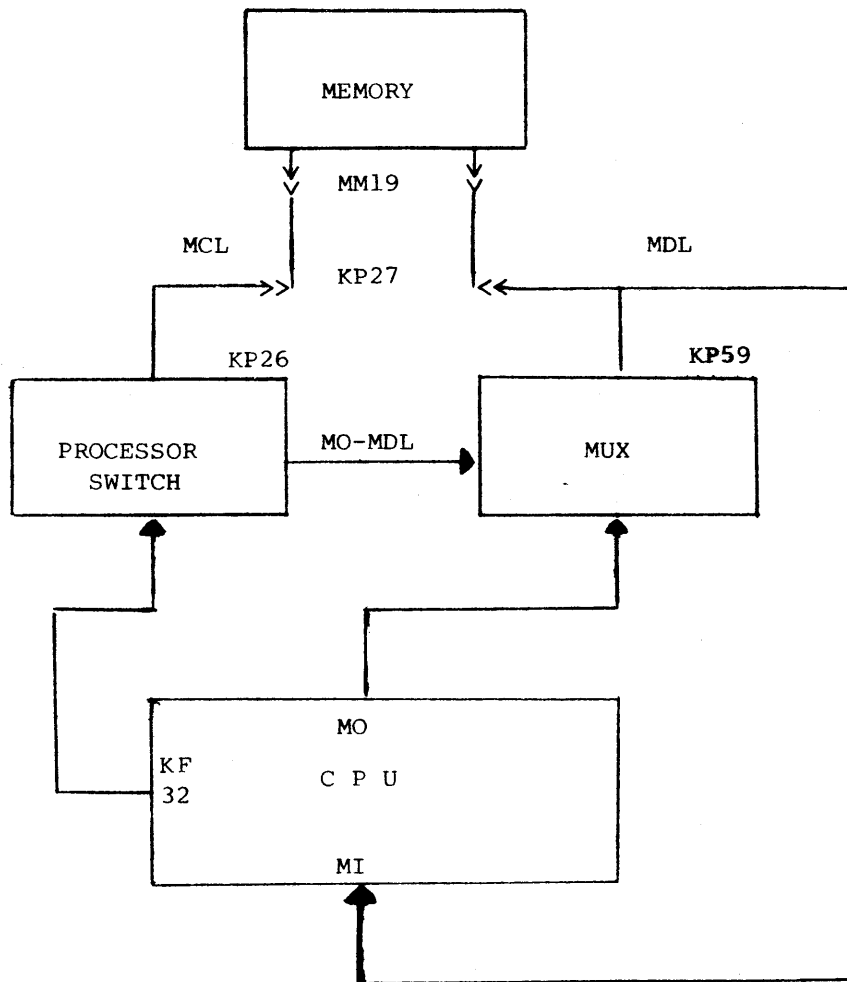 MEMORY
MM19
MCL
MDL
KP27
KP26
KP59
PROCESSOR
SWITCH
MO-MDL
MUX
MO
KF
32
C P U
MI